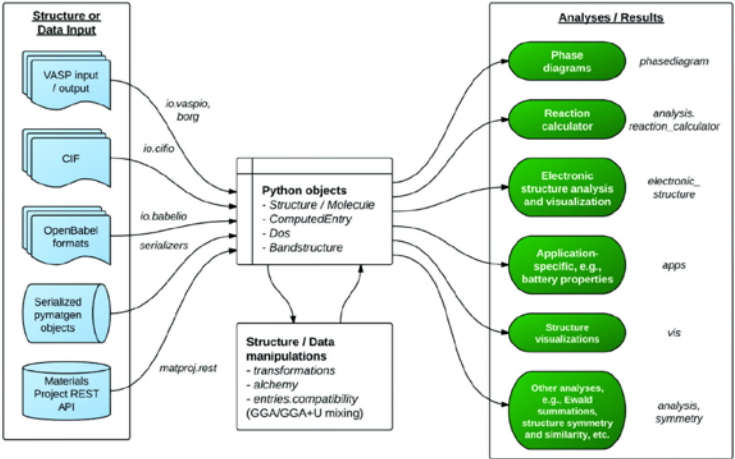 Structure or
Data Input
VASP input
/ output
CIF
OpenBabel
formats
Serialized
pymatgen
objects
Materials
Project REST
API
io.vaspio,
borg
io.cifio
io.babelio
serializers
matproj.rest
Python objects
- Structure / Molecule
- ComputedEntry
- Dos
- Bandstructure
Structure / Data
manipulations
- transformations
- alchemy
- entries.compatibility
(GGA/GGA+U mixing)
Analyses / Results
Phase
diagrams
phasediagram
Reaction
calculator
analysis.
reaction_calculator
Electronic
structure analysis
and visualization
electronic_
structure
Application-
specific, e.g.,
battery properties
apps
Structure
visualizations
vis
Other analyses,
e.g., Ewald
summations,
structure symmetry
and similarity, etc.
analysis,
symmetry